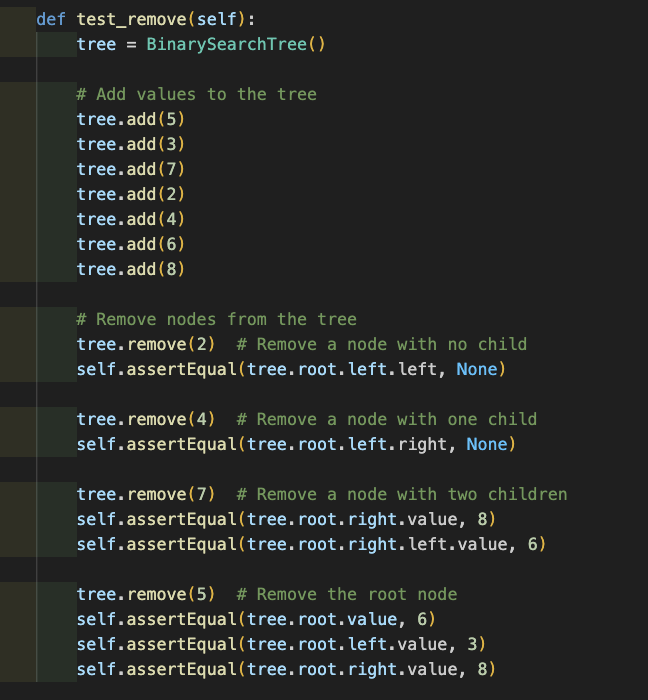 def test_remove(self):
tree = BinarySearchTree()
# Add values to the tree
tree.add(5)
tree.add(3)
tree.add(7)
tree.add(2)
tree.add(4)
tree.add(6)
tree.add(8)
# Remove nodes from the tree
tree.remove(2)  # Remove a node with no child
self.assertEqual(tree.root.left.left, None)
tree.remove(4)  # Remove a node with one child
self.assertEqual(tree.root.left.right, None)
tree.remove(7)  # Remove a node with two children
self.assertEqual(tree.root.right.value, 8)
self.assertEqual(tree.root.right.left.value, 6)
tree.remove(5)  # Remove the root node
self.assertEqual(tree.root.value, 6)
self.assertEqual(tree.root.left.value, 3)
self.assertEqual(tree.root.right.value, 8)